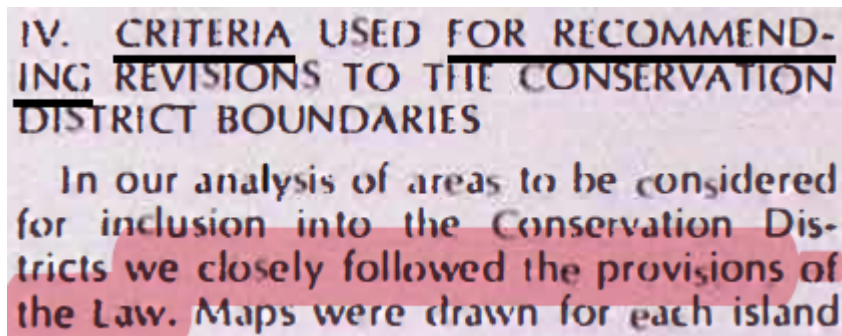 IV. CRITERIA USED FOR RECOMMEND-
ING REVISIONS TO THE CONSERVATION
DISTRICT BOUNDARIES
In our analysis of areas to be considered
for inclusion into the Conservation Dis-
tricts we closely followed the provisions of
the Law. Maps were drawn for each island